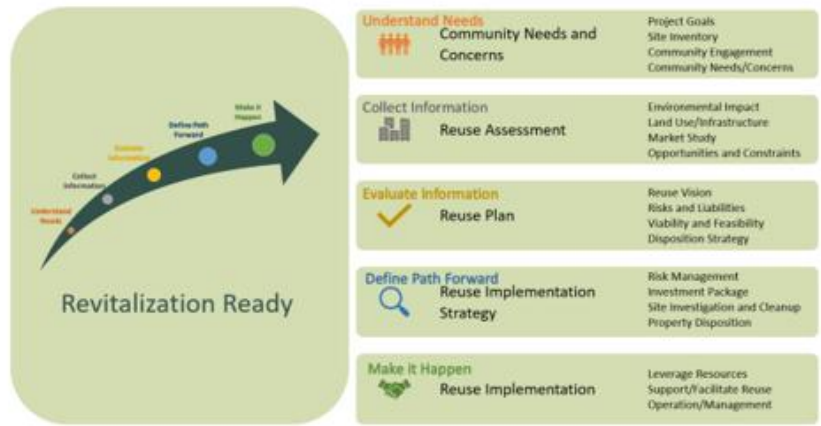 Make it
Happen
Define Path
Forward
Evaluate
Information
Collect
Information
Understand
Needs
Revitalization Ready
Understand Needs
Community Needs and
Concerns
Project Goals
Site Inventory
Community Engagement
Community Needs/Concerns
Collect Information
Reuse Assessment
Environmental Impact
Land Use/Infrastructure
Market Study
Opportunities and Constraints
Evaluate Information
Reuse Plan
Reuse Vision
Risks and Liabilities
Viability and Feasibility
Disposition Strategy
Define Path Forward
Reuse Implementation
Strategy
Risk Management
Investment Package
Site Investigation and Cleanup
Property Disposition
Make it Happen
Reuse Implementation
Leverage Resources
Support/Facilitate Reuse
Operation/Management